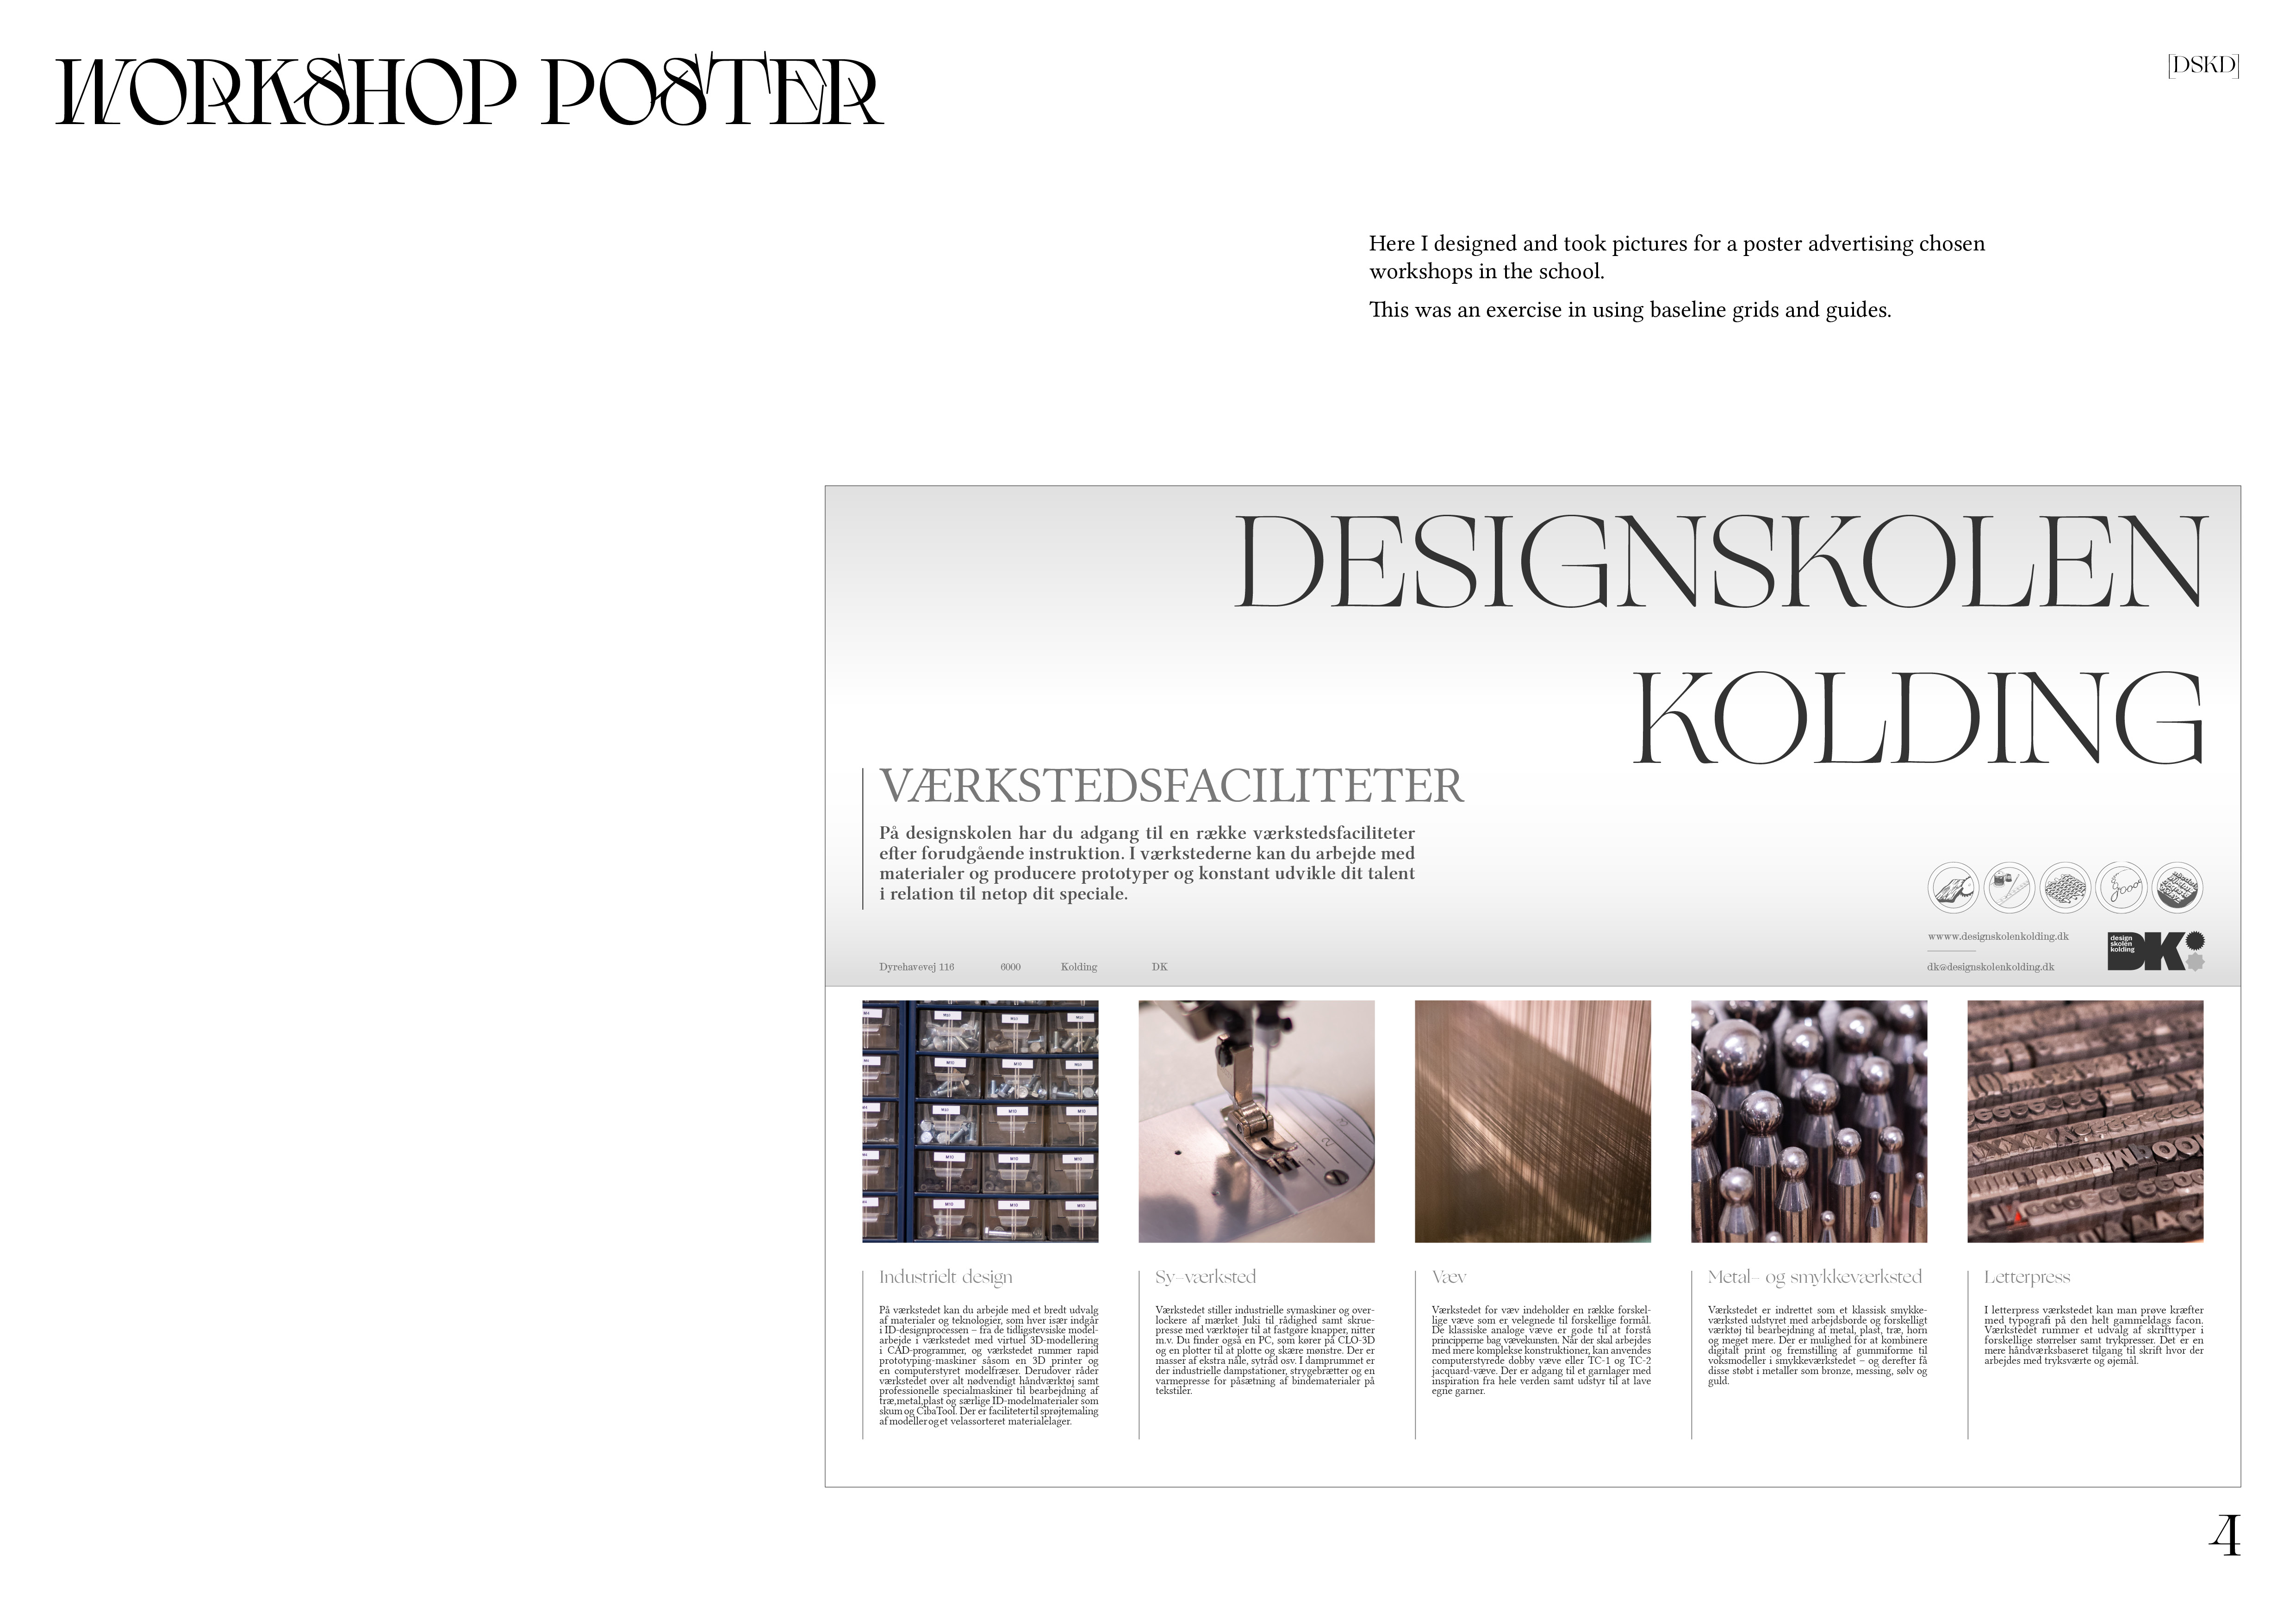 WORKSHOP POSTER
[DSKD]
Here I designed and took pictures for a poster advertising chosen
workshops in the school.
This was an exercise in using baseline grids and guides.
DESIGNSKOLEN
KOLDING
VÆRKSTEDSFACILITETER
På designskolen har du adgang til en række værkstedsfaciliteter
efter forudgående instruktion. I værkstederne kan du arbejde med
materialer og producere prototyper og konstant udvikle dit talent
i relation til netop dit speciale.
Dyrehavevej 116 6000 Kolding DK
wwww.designskolenkolding.dk
dk@designskolenkolding.dk
design
skolen
kolding
DK
Industrielt design
På værkstedet kan du arbejde med et bredt udvalg
af materialer og teknologier, som hver især indgår
i ID-designprocessen – fra de tidligstevsiske model-
arbejde i værkstedet med virtuel 3D-modellering
i CAD-programmer, og værkstedet rummer rapid
prototyping-maskiner såsom en 3D printer og
en computerstyret modelfræser. Derudover råder
værkstedet over alt nødvendigt håndværktøj samt
professionelle specialmaskiner til bearbejdning af
træ,metal,plast og særlige ID-modelmaterialer som
skum og CibaTool. Der er facilitetertil sprøjtemaling
af modeller og et velassorteret materialelager.
Sy-værksted
Værkstedet stiller industrielle symaskiner og over-
lockere af mærket Juki til rådighed samt skrue-
presse med værktøjer til at fastgøre knapper, nitter
m.v. Du finder også en PC, som kører på CLO-3D
og en plotter til at plotte og skære mønstre. Der er
masser af ekstra nåle, sytråd osv. I damprummet er
der industrielle dampstationer, strygebrætter og en
varmepresse for påsætning af bindematerialer på
tekstiler.
Væv
Værkstedet for væv indeholder en række forskel-
lige væve som er velegnede til forskellige formål.
De klassiske analoge væve er gode til at forstå
principperne bag vævekunsten. Når der skal arbejdes
med mere komplekse konstruktioner, kan anvendes
computerstyrede dobby væve eller TC-1 og TC-2
jacquard-væve. Der er adgang til et garnlager med
inspiration fra hele verden samt udstyr til at lave
egne garner.
Metal- og smykkeværksted
Værkstedet er indrettet som et klassisk smykke-
værksted udstyret med arbejdsborde og forskelligt
værktøj til bearbejdning af metal, plast, træ, horn
og meget mere. Der er mulighed for at kombinere
digitalt print og fremstilling af gummiforme til
voksmodeller i smykkeværkstedet – og derefter få
disse støbt i metaller som bronze, messing, sølv og
guld.
Letterpress
I letterpress værkstedet kan man prøve kræfter
med typografi på den helt gammeldags facon.
Værkstedet rummer et udvalg af skrifttyper i
forskellige størrelser samt trykpresser. Det er en
mere håndværksbaseret tilgang til skrift hvor der
arbejdes med tryksværte og øjemål.
4